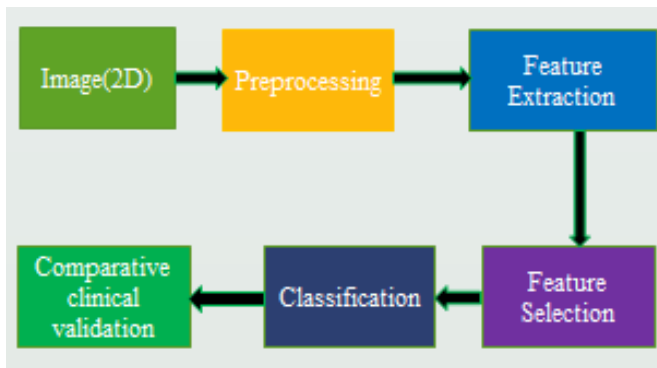 Image(2D)
Preprocessing
Feature
Extraction
Feature
Selection
Classification
Comparative
clinical
validation